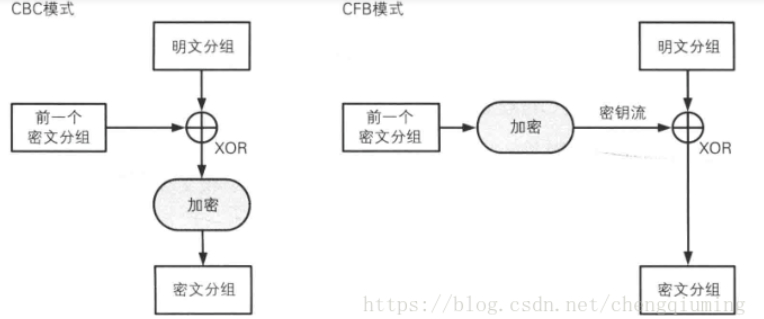 CBC模式
明文分组
前一个
密文分组
XOR
加密
密文分组
CFB模式
明文分组
前一个
密文分组
加密
密钥流
XOR
密文分组
https://blog.csdn.net/chengqiuming